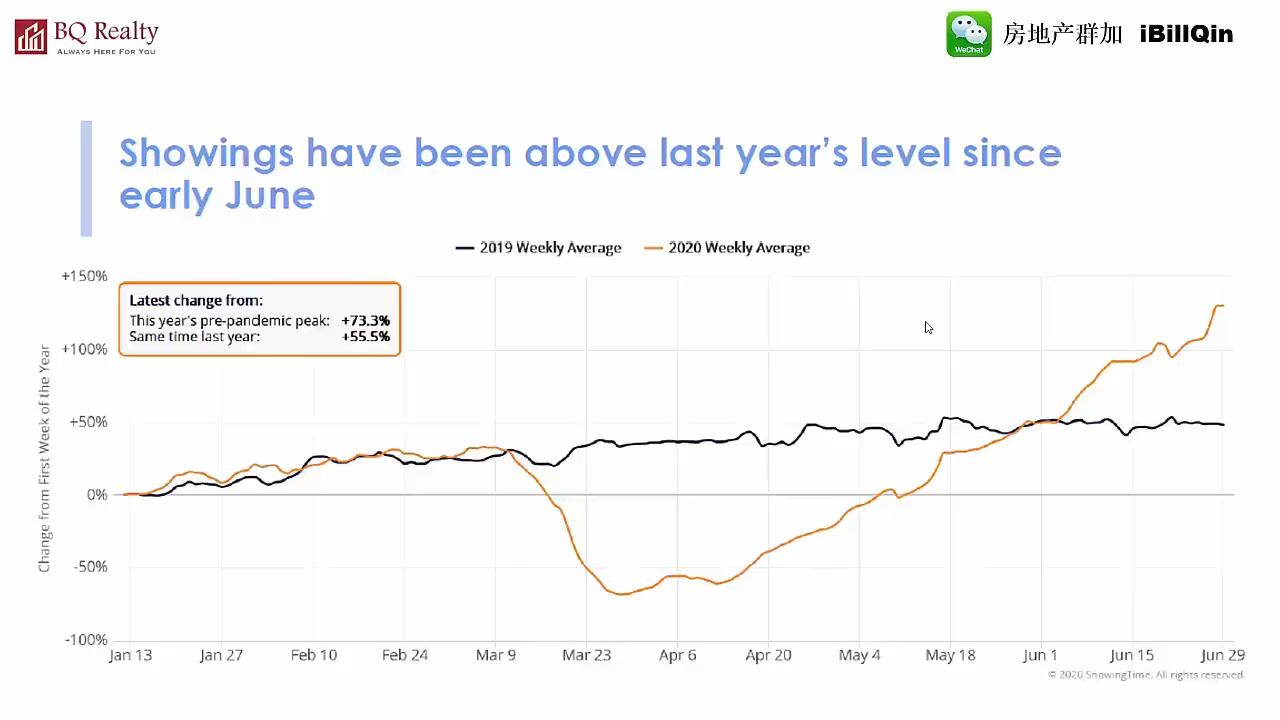 BQ Realty
ALWAYS HERE FOR YOU
WeChat
房地产群加 iBillQin
Showings have been above last year's level since
early June
2019 Weekly Average 2020 Weekly Average
Latest change from:
This year's pre-pandemic peak: +73.3%
Same time last year: +55.5%
Change from First Week of the Year
+150%
+100%
+50%
0%
-50%
-100%
Jan 13 Jan 27 Feb 10 Feb 24 Mar 9 Mar 23 Apr 6 Apr 20 May 4 May 18 Jun 1 Jun 15 Jun 29
© 2020 ShowingTime. All rights reserved.